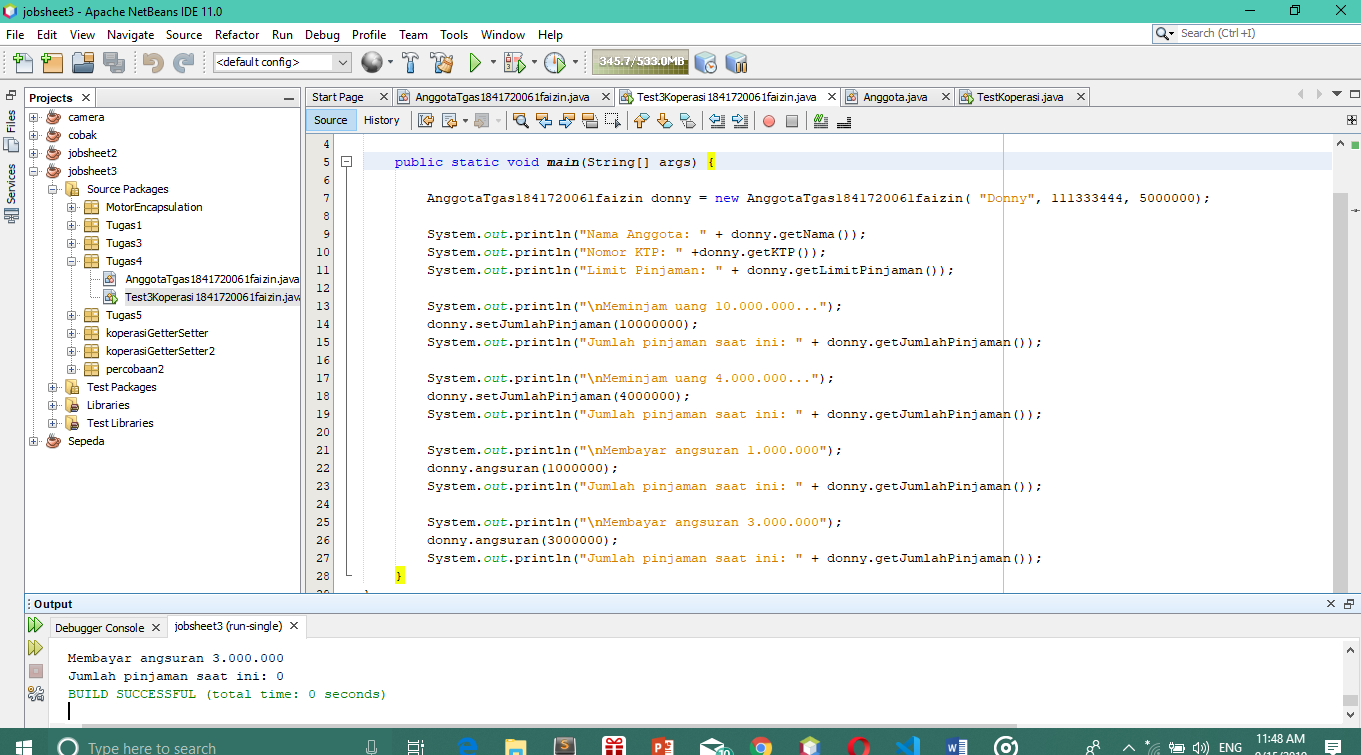 jobsheet3 - Apache NetBeans IDE 11.0
File Edit View Navigate Source Refactor Run Debug Profile Team Tools Window Help
Search (Ctrl+I)
<default config>
345.7/533.0MB
Files
Services
Projects
camera
cobak
jobsheet2
jobsheet3
Source Packages
MotorEncapsulation
Tugas1
Tugas3
Tugas4
AnggotaTgas1841720061faizin.java
Test3Koperasi1841720061faizin.java
Tugas5
koperasiGetterSetter
koperasiGetterSetter2
percobaan2
Test Packages
Libraries
Test Libraries
Sepeda
Start Page AnggotaTgas1841720061faizin.java Test3Koperasi1841720061faizin.java Anggota.java TestKoperasi.java
Source History
4
5 public static void main(String[] args) {
6
7 AnggotaTgas1841720061faizin donny = new AnggotaTgas1841720061faizin( "Donny", 111333444, 5000000);
8
9 System.out.println("Nama Anggota: " + donny.getNama());
10 System.out.println("Nomor KTP: " +donny.getKTP());
11 System.out.println("Limit Pinjaman: " + donny.getLimitPinjaman());
12
13 System.out.println("\nMeminjam uang 10.000.000...");
14 donny.setJumlahPinjaman(10000000);
15 System.out.println("Jumlah pinjaman saat ini: " + donny.getJumlahPinjaman());
16
17 System.out.println("\nMeminjam uang 4.000.000...");
18 donny.setJumlahPinjaman(4000000);
19 System.out.println("Jumlah pinjaman saat ini: " + donny.getJumlahPinjaman());
20
21 System.out.println("\nMembayar angsuran 1.000.000");
22 donny.angsuran(1000000);
23 System.out.println("Jumlah pinjaman saat ini: " + donny.getJumlahPinjaman());
24
25 System.out.println("\nMembayar angsuran 3.000.000");
26 donny.angsuran(3000000);
27 System.out.println("Jumlah pinjaman saat ini: " + donny.getJumlahPinjaman());
28 }
Output
Debugger Console jobsheet3 (run-single)
Membayar angsuran 3.000.000
Jumlah pinjaman saat ini: 0
BUILD SUCCESSFUL (total time: 0 seconds)
Type here to search
ENG
11:48 AM